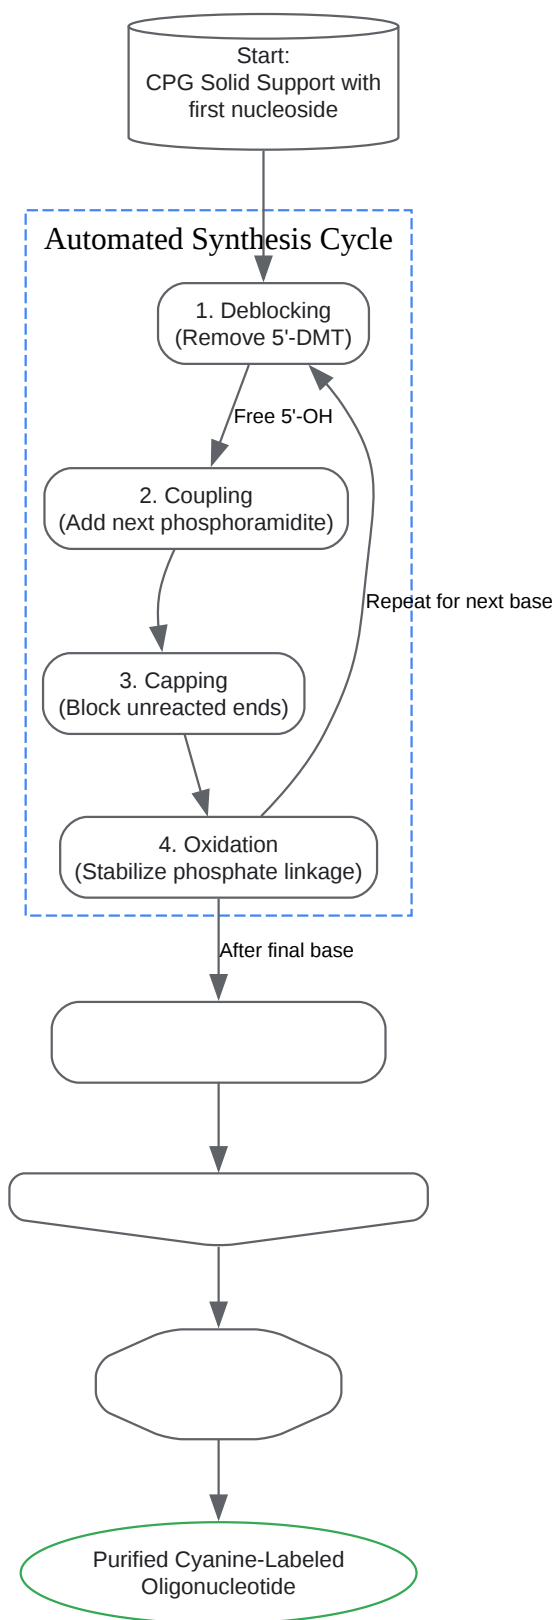 Start:
CPG Solid Support with
first nucleoside
Automated Synthesis Cycle
1. Deblocking
(Remove 5'-DMT)
Free 5'-OH
2. Coupling
(Add next phosphoramidite)
Repeat for next base
3. Capping
(Block unreacted ends)
4. Oxidation
(Stabilize phosphate linkage)
After final base
Purified Cyanine-Labeled
Oligonucleotide